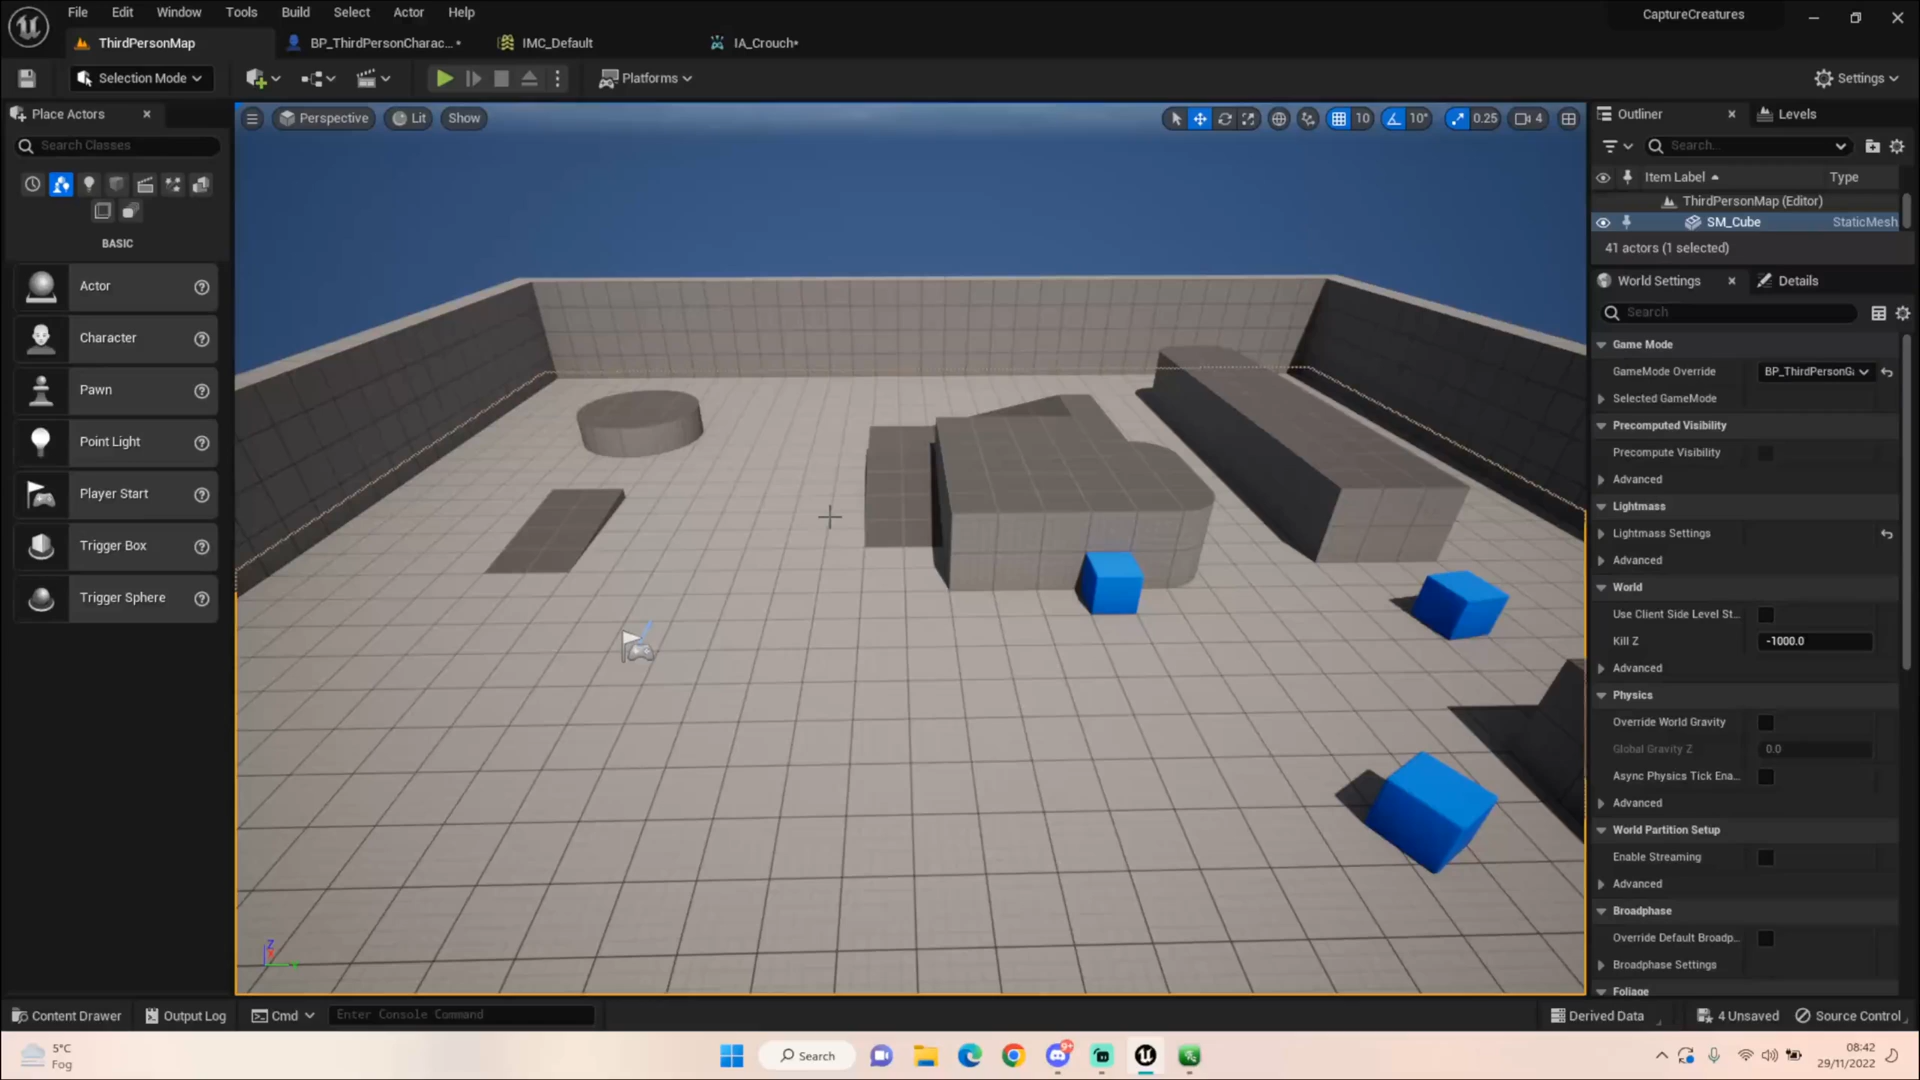 File Edit Window Tools Build Select Actor Help
CaptureCreatures
ThirdPersonMap
BP_ThirdPersonCharac...•
IMC_Default
IA_Crouch•
Selection Mode
Platforms
Settings
Place Actors
Search Classes
BASIC
Actor
Character
Pawn
Point Light
Player Start
Trigger Box
Trigger Sphere
Perspective
Lit
Show
10
10°
0.25
4
Z
Outliner
Levels
Search...
Item Label
Type
ThirdPersonMap (Editor)
SM_Cube
StaticMesh
41 actors (1 selected)
World Settings
Details
Search
Game Mode
GameMode Override
BP_ThirdPersonGa
Selected GameMode
Precomputed Visibility
Precompute Visibility
Advanced
Lightmass
Lightmass Settings
Advanced
World
Use Client Side Level St...
Kill Z
-1000.0
Advanced
Physics
Override World Gravity
Global Gravity Z
0.0
Async Physics Tick Ena...
Advanced
World Partition Setup
Enable Streaming
Advanced
Broadphase
Override Default Broadp...
Broadphase Settings
Foliage
Content Drawer
Output Log
Cmd
Enter Console Command
Derived Data
4 Unsaved
Source Control
5°C
Fog
Search
9+
08:42
29/11/2022